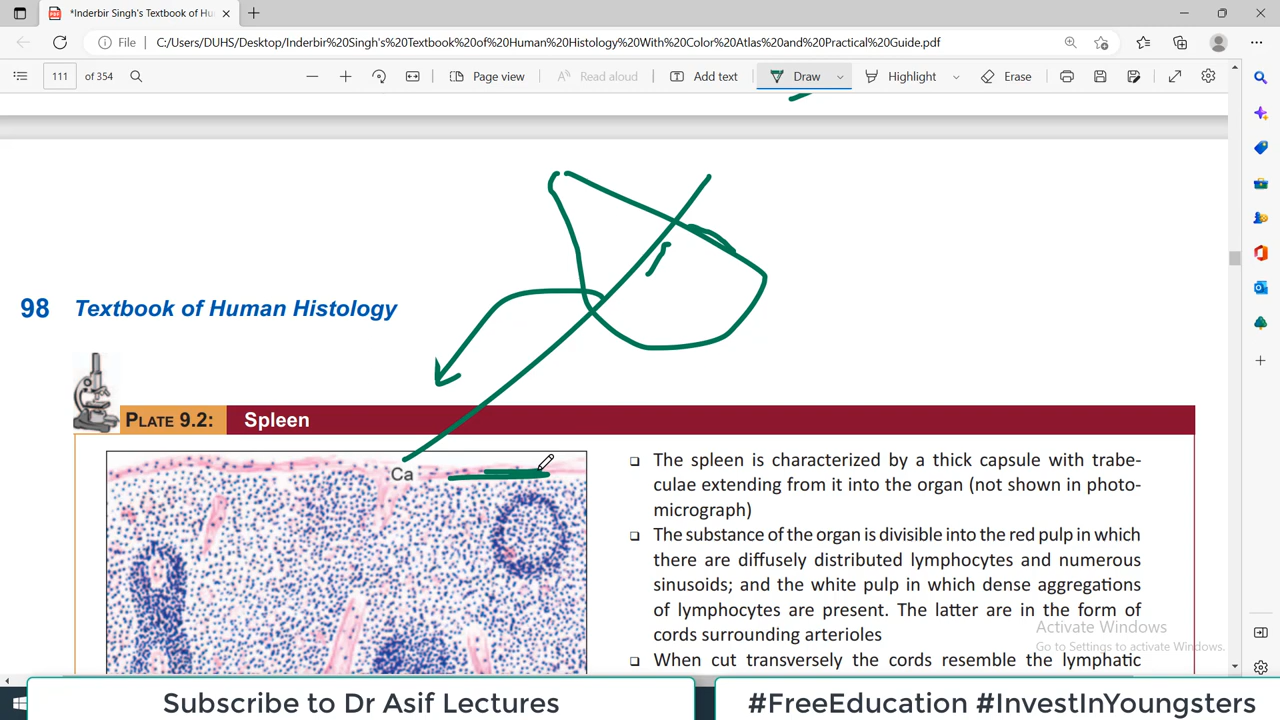 *Inderbir Singh's Textbook of Hu
File
C:/Users/DUHS/Desktop/Inderbir%20Singh's%20Textbook%20of%20Human%20Histology%20With%20Color%20Atlas%20and%20Practical%20Guide.pdf
111 of 354
Page view
Read aloud
Add text
Draw
Highlight
Erase
98 Textbook of Human Histology
PLATE 9.2: Spleen
Ca
❑ The spleen is characterized by a thick capsule with trabe-
culae extending from it into the organ (not shown in photo-
micrograph)
❑ The substance of the organ is divisible into the red pulp in which
there are diffusely distributed lymphocytes and numerous
sinusoids; and the white pulp in which dense aggregations
of lymphocytes are present. The latter are in the form of
cords surrounding arterioles
❑ When cut transversely the cords resemble the lymphatic
Activate Windows
Go to Settings to activate Windows.
Subscribe to Dr Asif Lectures
#FreeEducation #InvestInYoungsters